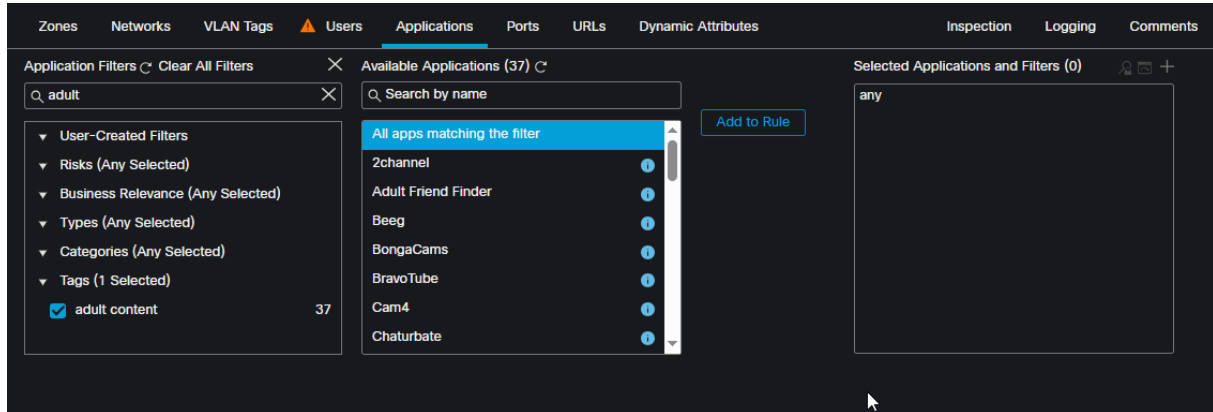 Zones Networks VLAN Tags Users Applications Ports URLs Dynamic Attributes Inspection Logging Comments
Application Filters Clear All Filters
adult
User-Created Filters
Risks (Any Selected)
Business Relevance (Any Selected)
Types (Any Selected)
Categories (Any Selected)
Tags (1 Selected)
adult content 37
Available Applications (37)
Search by name
All apps matching the filter
2channel
Adult Friend Finder
Beeg
BongaCams
BravoTube
Cam4
Chaturbate
Add to Rule
Selected Applications and Filters (0)
any